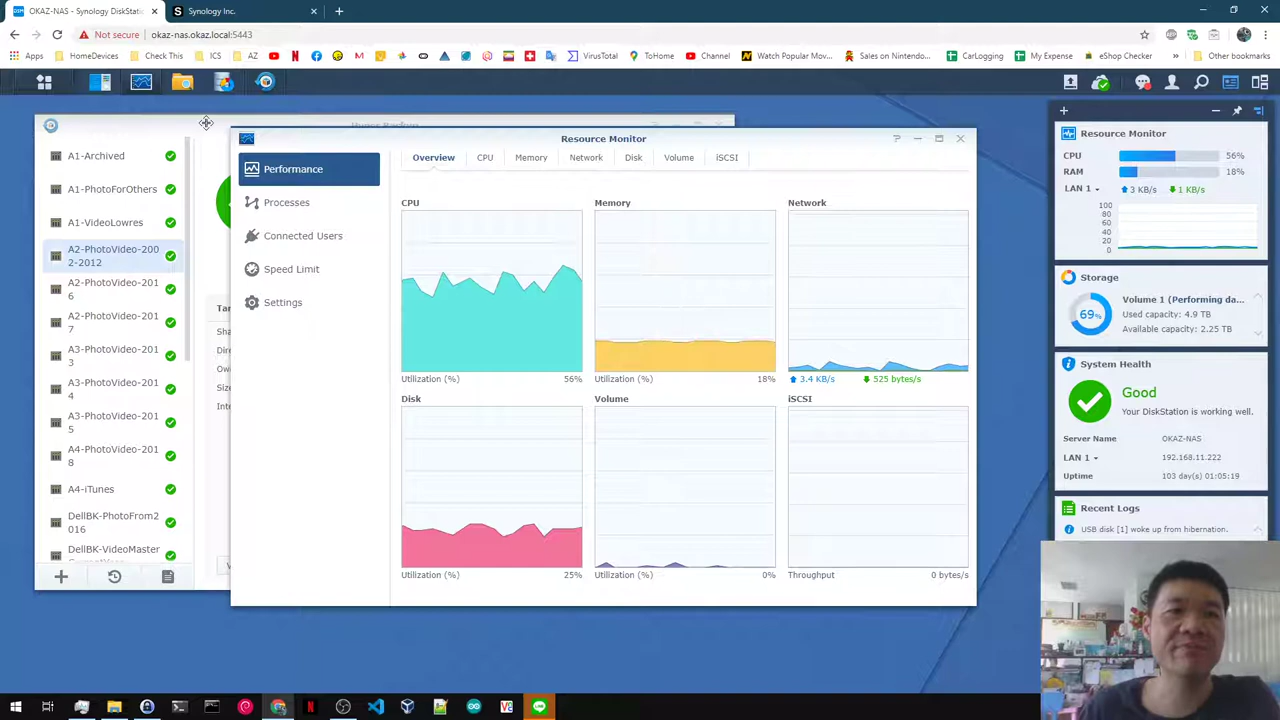 OKAZ-NAS - Synology DiskStation
Synology Inc.
Not secure
okaz-nas.okaz.local:5443
Apps
HomeDevices
Check This
ICS
AZ
VirusTotal
ToHome
Channel
Watch Popular Mov...
Sales on Nintendo...
CarLogging
My Expense
eShop Checker
Other bookmarks
A1-Archived
A1-PhotoForOthers
A1-VideoLowres
A2-PhotoVideo-200
2-2012
A2-PhotoVideo-201
6
A2-PhotoVideo-201
7
A3-PhotoVideo-201
3
A3-PhotoVideo-201
4
A3-PhotoVideo-201
5
A4-PhotoVideo-201
8
A4-iTunes
DellBK-PhotoFrom2
016
DellBK-VideoMaster
Resource Monitor
Performance
Processes
Connected Users
Speed Limit
Settings
Overview
CPU
Memory
Network
Disk
Volume
iSCSI
CPU
Utilization (%)
56%
Memory
Utilization (%)
18%
Network
3.4 KB/s
525 bytes/s
Disk
Utilization (%)
25%
Volume
Utilization (%)
0%
iSCSI
Throughput
0 bytes/s
Resource Monitor
CPU
56%
RAM
18%
LAN 1
3 KB/s
1 KB/s
100
80
60
40
20
0
Storage
69%
Volume 1 (Performing da...
Used capacity: 4.9 TB
Available capacity: 2.25 TB
System Health
Good
Your DiskStation is working well.
Server Name
OKAZ-NAS
LAN 1
192.168.11.222
Uptime
103 day(s) 01:05:19
Recent Logs
USB disk [1] woke up from hibernation.